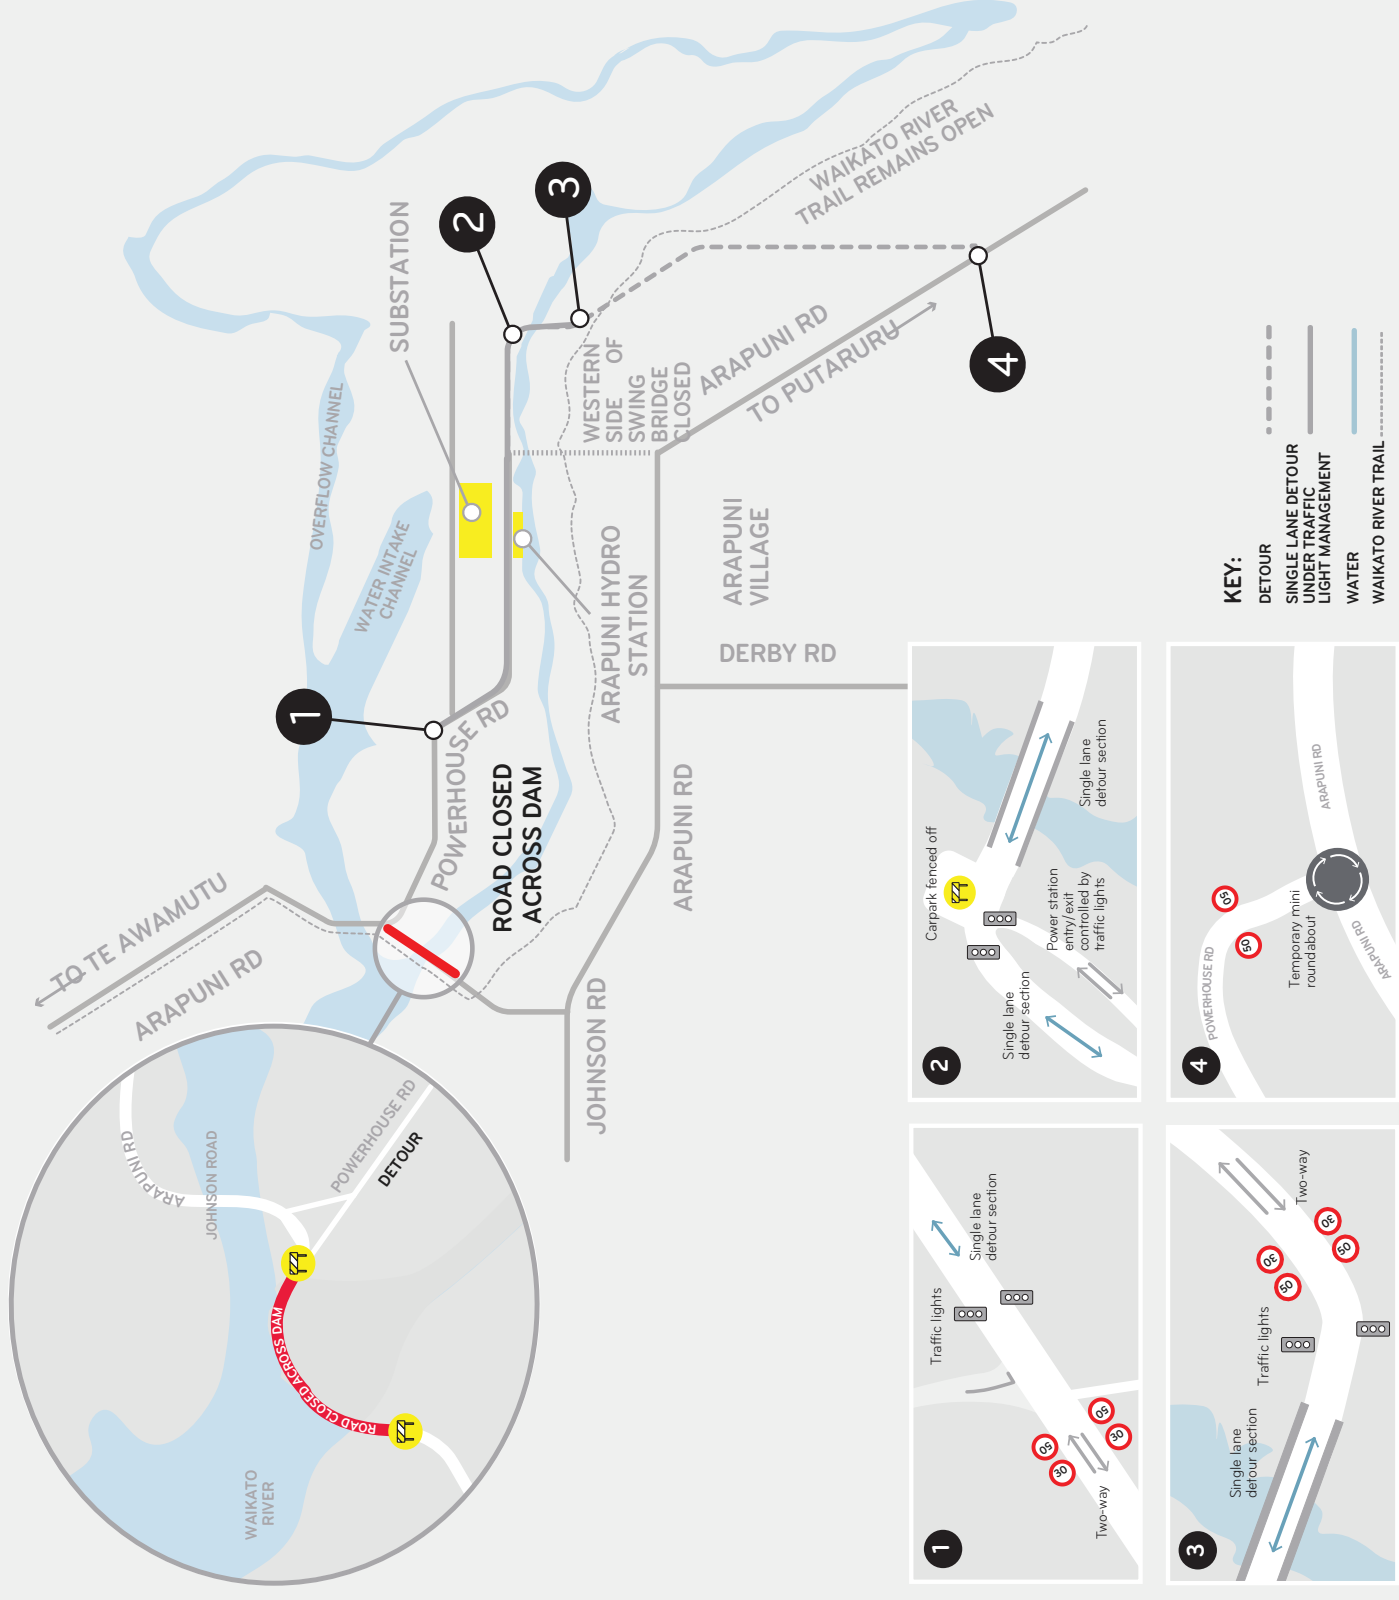 TO TE AWAMUTU
ARAPUNI RD
OVERFLOW CHANNEL
WATER INTAKE
CHANNEL
SUBSTATION
1
2
3
4
POWERHOUSE RD
ROAD CLOSED
ACROSS DAM
WESTERN
SIDE OF
SWING
BRIDGE
CLOSED
ARAPUNI HYDRO
STATION
ARAPUNI RD
JOHNSON RD
DERBY RD
ARAPUNI
VILLAGE
ARAPUNI RD
TO PUTARURU
WAIKATO RIVER
TRAIL REMAINS OPEN
ARAPUNI RD
JOHNSON ROAD
POWERHOUSE RD
DETOUR
ROAD CLOSED ACROSS DAM
WAIKATO
RIVER
1
Traffic lights
Single lane
detour section
Two-way
50
30
50
30
2
Carpark fenced off
Single lane
detour section
Power station
entry/exit
controlled by
traffic lights
Single lane
detour section
3
Single lane
detour section
Traffic lights
Two-way
30
50
30
50
4
POWERHOUSE RD
50
50
Temporary mini
roundabout
ARAPUNI RD
ARAPUNI RD
KEY:
DETOUR
SINGLE LANE DETOUR
UNDER TRAFFIC
LIGHT MANAGEMENT
WATER
WAIKATO RIVER TRAIL